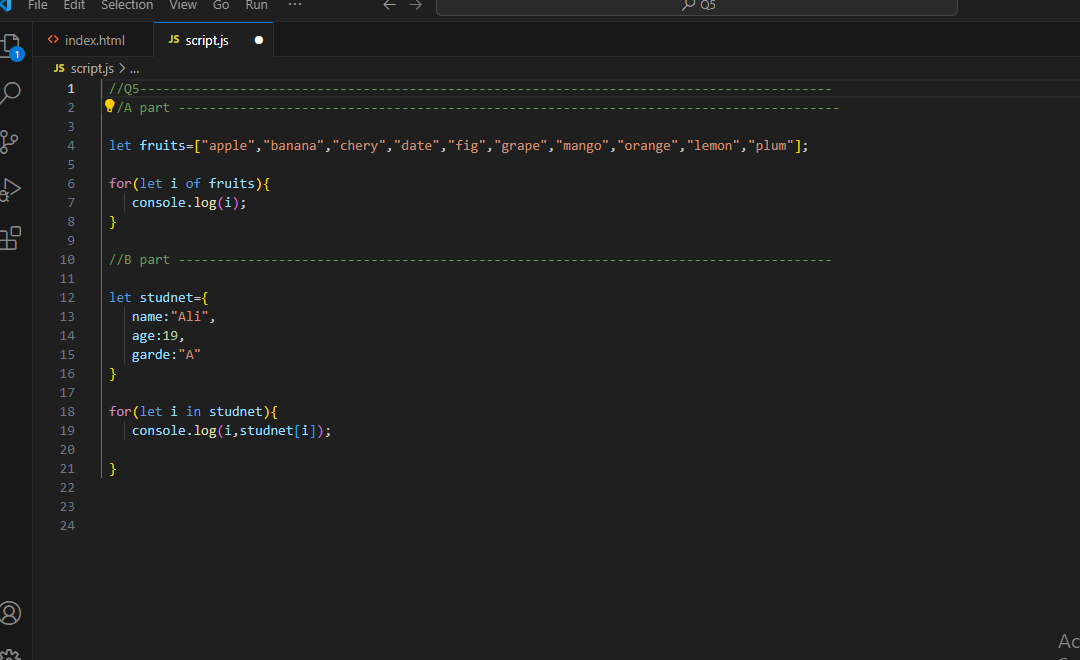 File Edit Selection View Go Run ··· ← → Q5
index.html JS script.js ●
1
JS script.js > ...
1 //Q5------------------------------------------------------------------------------------------
2 //A part --------------------------------------------------------------------------------------
3
4 let fruits=["apple","banana","chery","date","fig","grape","mango","orange","lemon","plum"];
5
6 for(let i of fruits){
7 console.log(i);
8 }
9
10 //B part -------------------------------------------------------------------------------------
11
12 let studnet={
13 name:"Ali",
14 age:19,
15 garde:"A"
16 }
17
18 for(let i in studnet){
19 console.log(i,studnet[i]);
20
21 }
22
23
24
Ac